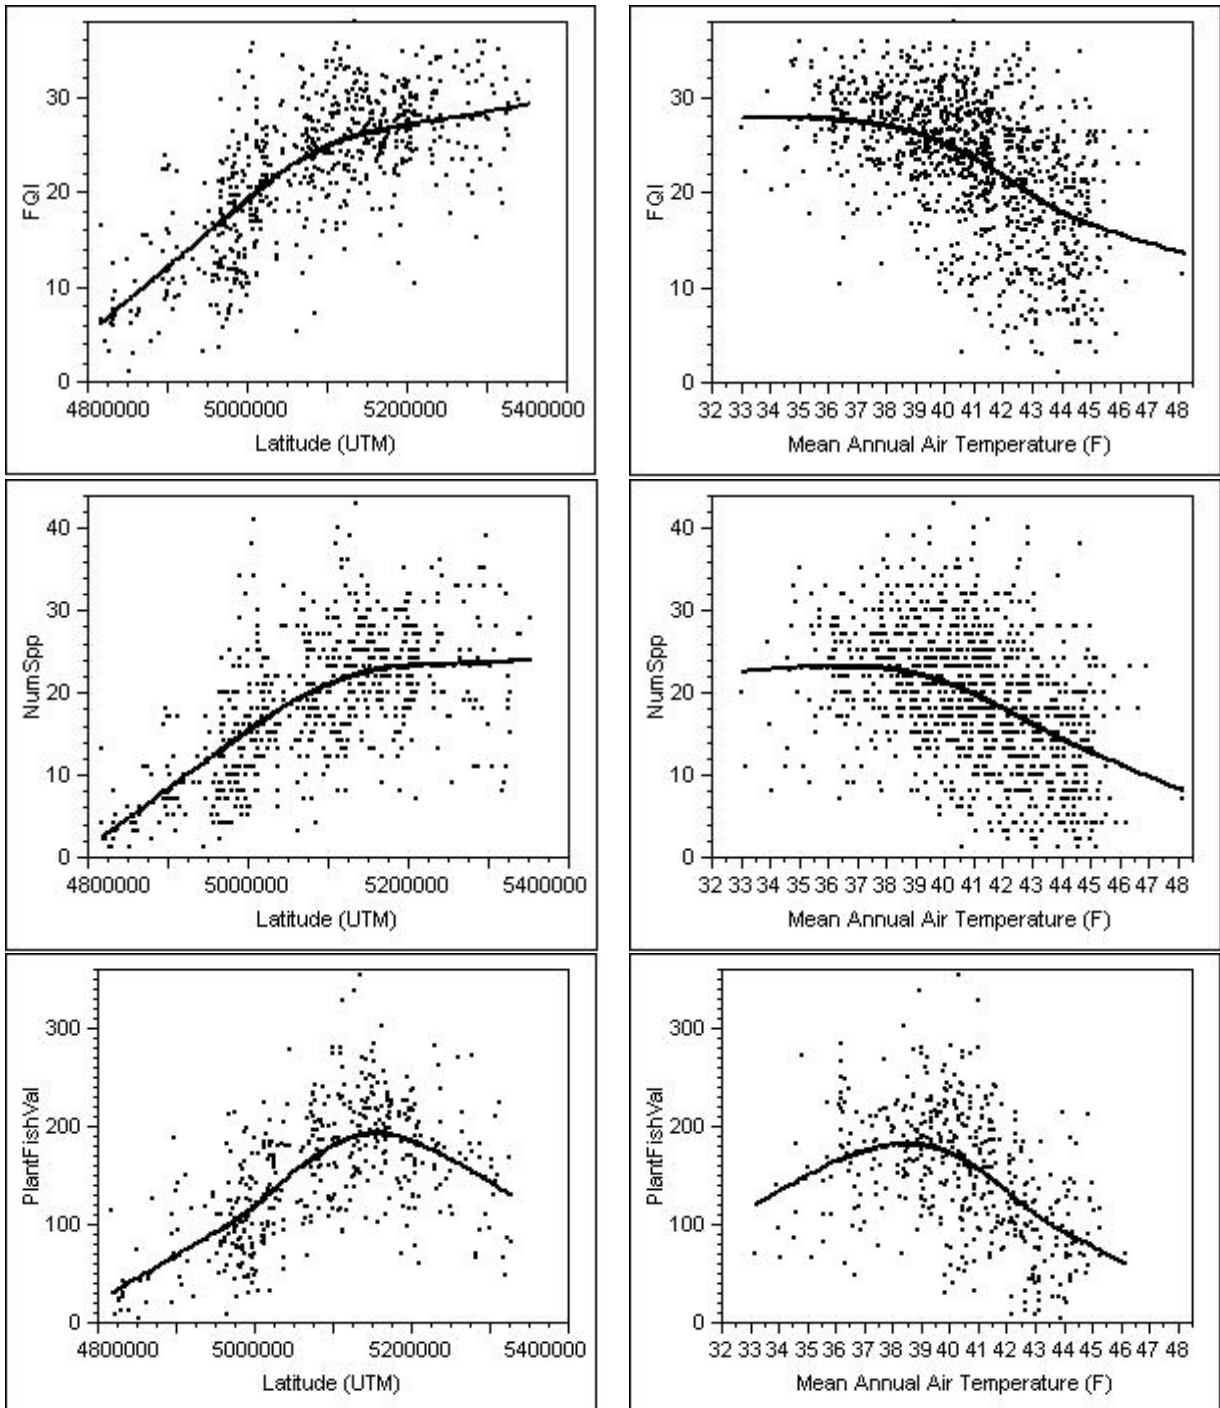 FQI
30
20
10
0
4800000 5000000 5200000 5400000
Latitude (UTM)
FQI
30
20
10
0
32 33 34 35 36 37 38 39 40 41 42 43 44 45 46 47 48
Mean Annual Air Temperature (F)
NumSpp
40
30
20
10
0
4800000 5000000 5200000 5400000
Latitude (UTM)
NumSpp
40
30
20
10
0
32 33 34 35 36 37 38 39 40 41 42 43 44 45 46 47 48
Mean Annual Air Temperature (F)
PlantFishVal
300
200
100
0
4800000 5000000 5200000 5400000
Latitude (UTM)
PlantFishVal
300
200
100
0
32 33 34 35 36 37 38 39 40 41 42 43 44 45 46 47 48
Mean Annual Air Temperature (F)